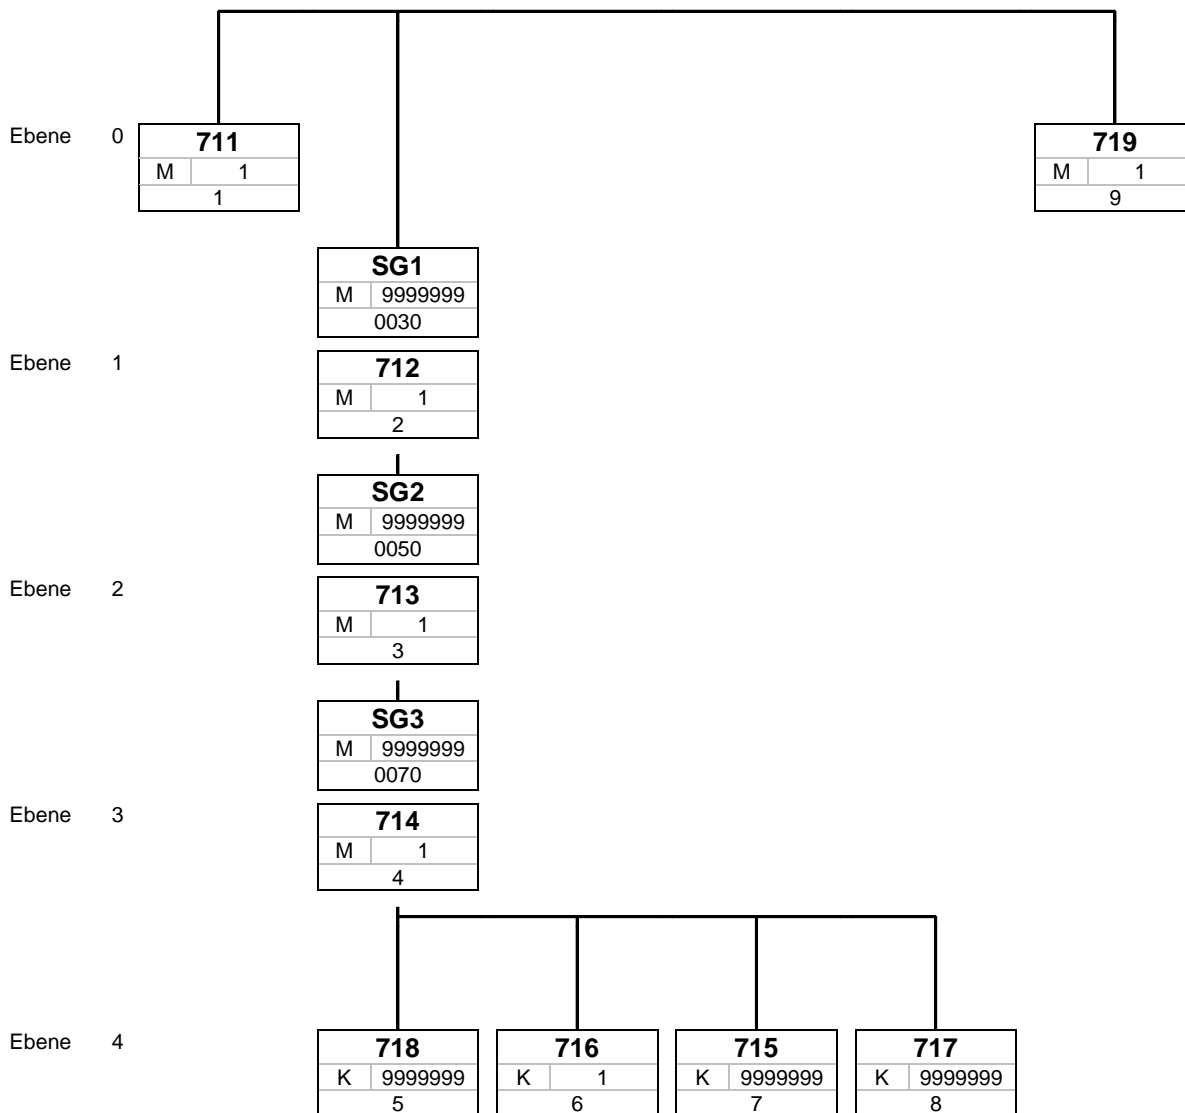 Ebene 0 711 719
M 1 M 1
1 9
SG1
M 9999999
0030
Ebene 1 712
M 1
2
SG2
M 9999999
0050
Ebene 2 713
M 1
3
SG3
M 9999999
0070
Ebene 3 714
M 1
4
Ebene 4 718 716 715 717
K 9999999 K 1 K 9999999 K 9999999
5 6 7 8